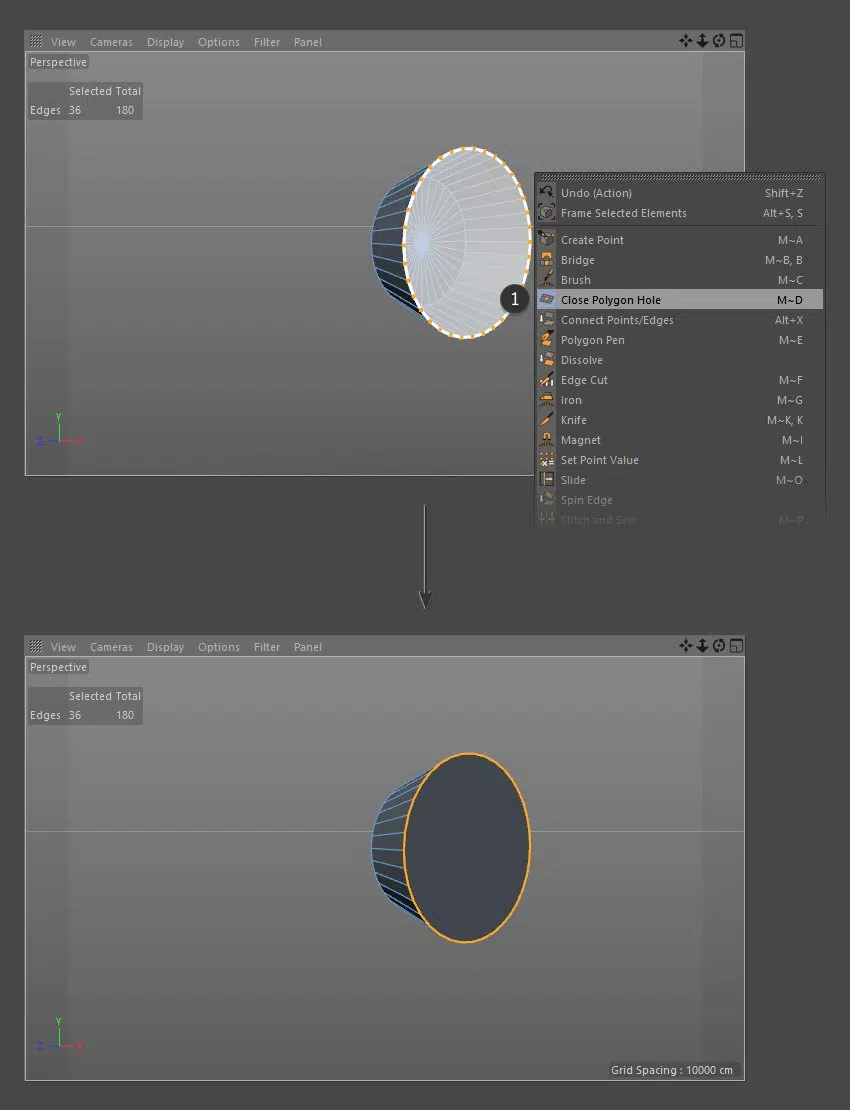 View Cameras Display Options Filter Panel
Perspective
Selected Total
Edges 36 180
Undo (Action) Shift+Z
Frame Selected Elements Alt+S, S
Create Point M~A
Bridge M~B, B
Brush M~C
1
Close Polygon Hole M~D
Connect Points/Edges Alt+X
Polygon Pen M~E
Dissolve
Edge Cut M~F
Iron M~G
Knife M~K, K
Magnet M~I
Set Point Value M~L
Slide M~O
Spin Edge
Stitch and Sew M~P
Y
Z X
View Cameras Display Options Filter Panel
Perspective
Selected Total
Edges 36 180
Y
Z X
Grid Spacing : 10000 cm